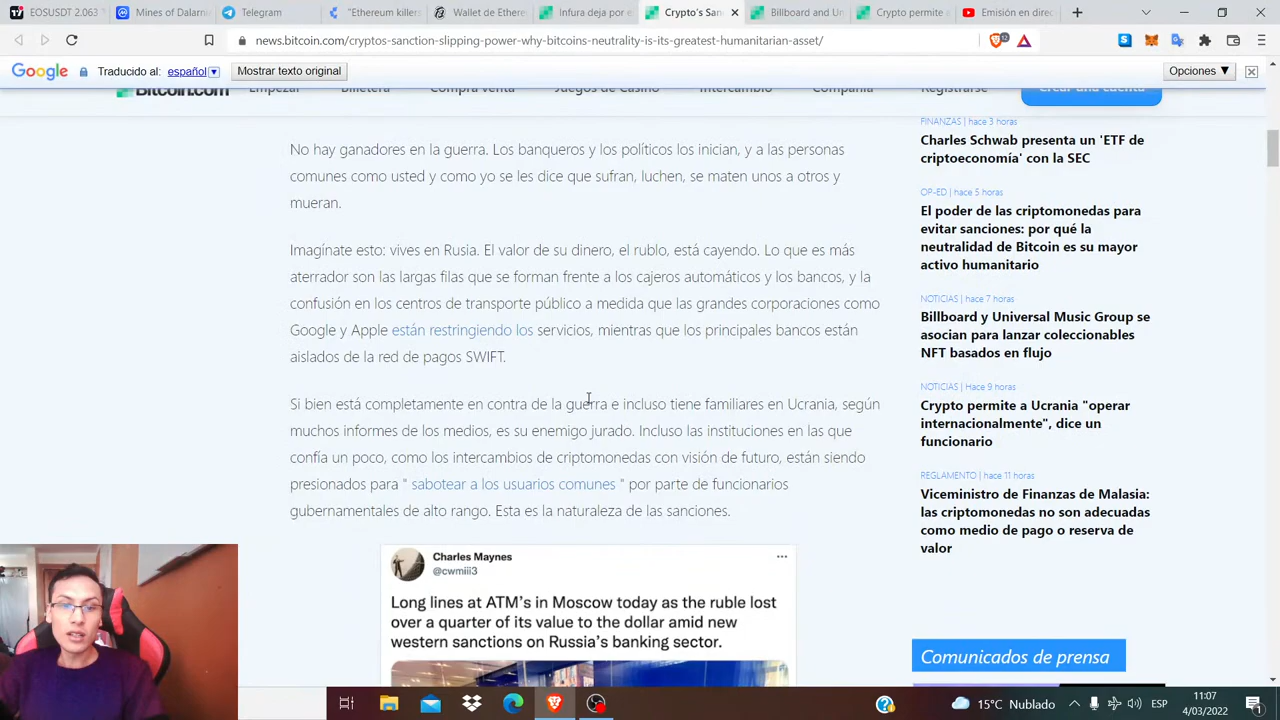 EOSUSDT 2.063
Mines of Dalarni
Telegram
"Ethereum killers
Wallet de Ethere
Infura deja por e
Crypto's San
Billboard and Un
Crypto permite
Emisión en direc
news.bitcoin.com/cryptos-sanction-slipping-power-why-bitcoins-neutrality-is-its-greatest-humanitarian-asset/
12
Google Traducido al: español Mostrar texto original Opciones ▼
Bitcoin.com Empezar Billetera Compra venta Juegos de Casino Intercambio Compañía Registrarse Crear una cuenta
No hay ganadores en la guerra. Los banqueros y los políticos los inician, y a las personas
comunes como usted y como yo se les dice que sufran, luchen, se maten unos a otros y
mueran.
Imagínate esto: vives en Rusia. El valor de su dinero, el rublo, está cayendo. Lo que es más
aterrador son las largas filas que se forman frente a los cajeros automáticos y los bancos, y la
confusión en los centros de transporte público a medida que las grandes corporaciones como
Google y Apple están restringiendo los servicios, mientras que los principales bancos están
aislados de la red de pagos SWIFT.
Si bien está completamente en contra de la guerra e incluso tiene familiares en Ucrania, según
muchos informes de los medios, es su enemigo jurado. Incluso las instituciones en las que
confía un poco, como los intercambios de criptomonedas con visión de futuro, están siendo
presionados para " sabotear a los usuarios comunes " por parte de funcionarios
gubernamentales de alto rango. Esta es la naturaleza de las sanciones.
Charles Maynes
@cwmiii3
Long lines at ATM's in Moscow today as the ruble lost
over a quarter of its value to the dollar amid new
western sanctions on Russia's banking sector.
FINANZAS | hace 3 horas
Charles Schwab presenta un 'ETF de
criptoeconomía' con la SEC
OP-ED | hace 5 horas
El poder de las criptomonedas para
evitar sanciones: por qué la
neutralidad de Bitcoin es su mayor
activo humanitario
NOTICIAS | hace 7 horas
Billboard y Universal Music Group se
asocian para lanzar coleccionables
NFT basados en flujo
NOTICIAS | Hace 9 horas
Crypto permite a Ucrania "operar
internacionalmente", dice un
funcionario
REGLAMENTO | hace 11 horas
Viceministro de Finanzas de Malasia:
las criptomonedas no son adecuadas
como medio de pago o reserva de
valor
Comunicados de prensa
15°C Nublado ESP
11:07
4/03/2022